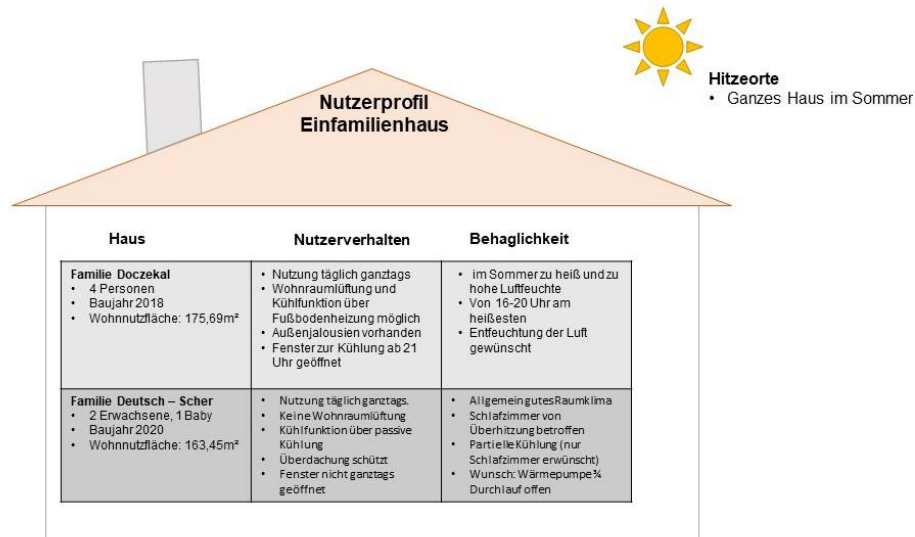 Hitzeorte
• Ganzes Haus im Sommer
Nutzerprofil
Einfamilienhaus
Haus
Nutzerverhalten
Behaglichkeit
Familie Doczekal
• 4 Personen
• Baujahr 2018
• Wohnnutzfläche: 175,69m²
• Nutzung täglich ganztags
• Wohnraumlüftung und
Kühlfunktion über
Fußbodenheizung möglich
• Außenjalousien vorhanden
• Fenster zur Kühlung ab 21
Uhr geöffnet
• im Sommer zu heiß und zu
hohe Luftfeuchte
• Von 16-20 Uhr am
heißesten
• Entfeuchtung der Luft
gewünscht
Familie Deutsch – Scher
• 2 Erwachsene, 1 Baby
• Baujahr 2020
• Wohnnutzfläche: 163,45m²
• Nutzung täglich ganztags.
• Keine Wohnraumlüftung
• Kühlfunktion über passive
Kühlung
• Überdachung schützt
• Fenster nicht ganztags
geöffnet
• Allgemein gutes Raumklima
• Schlafzimmer von
Überhitzung betroffen
• Partielle Kühlung (nur
Schlafzimmer erwünscht)
• Wunsch: Wärmepumpe ¾
Durchlauf offen